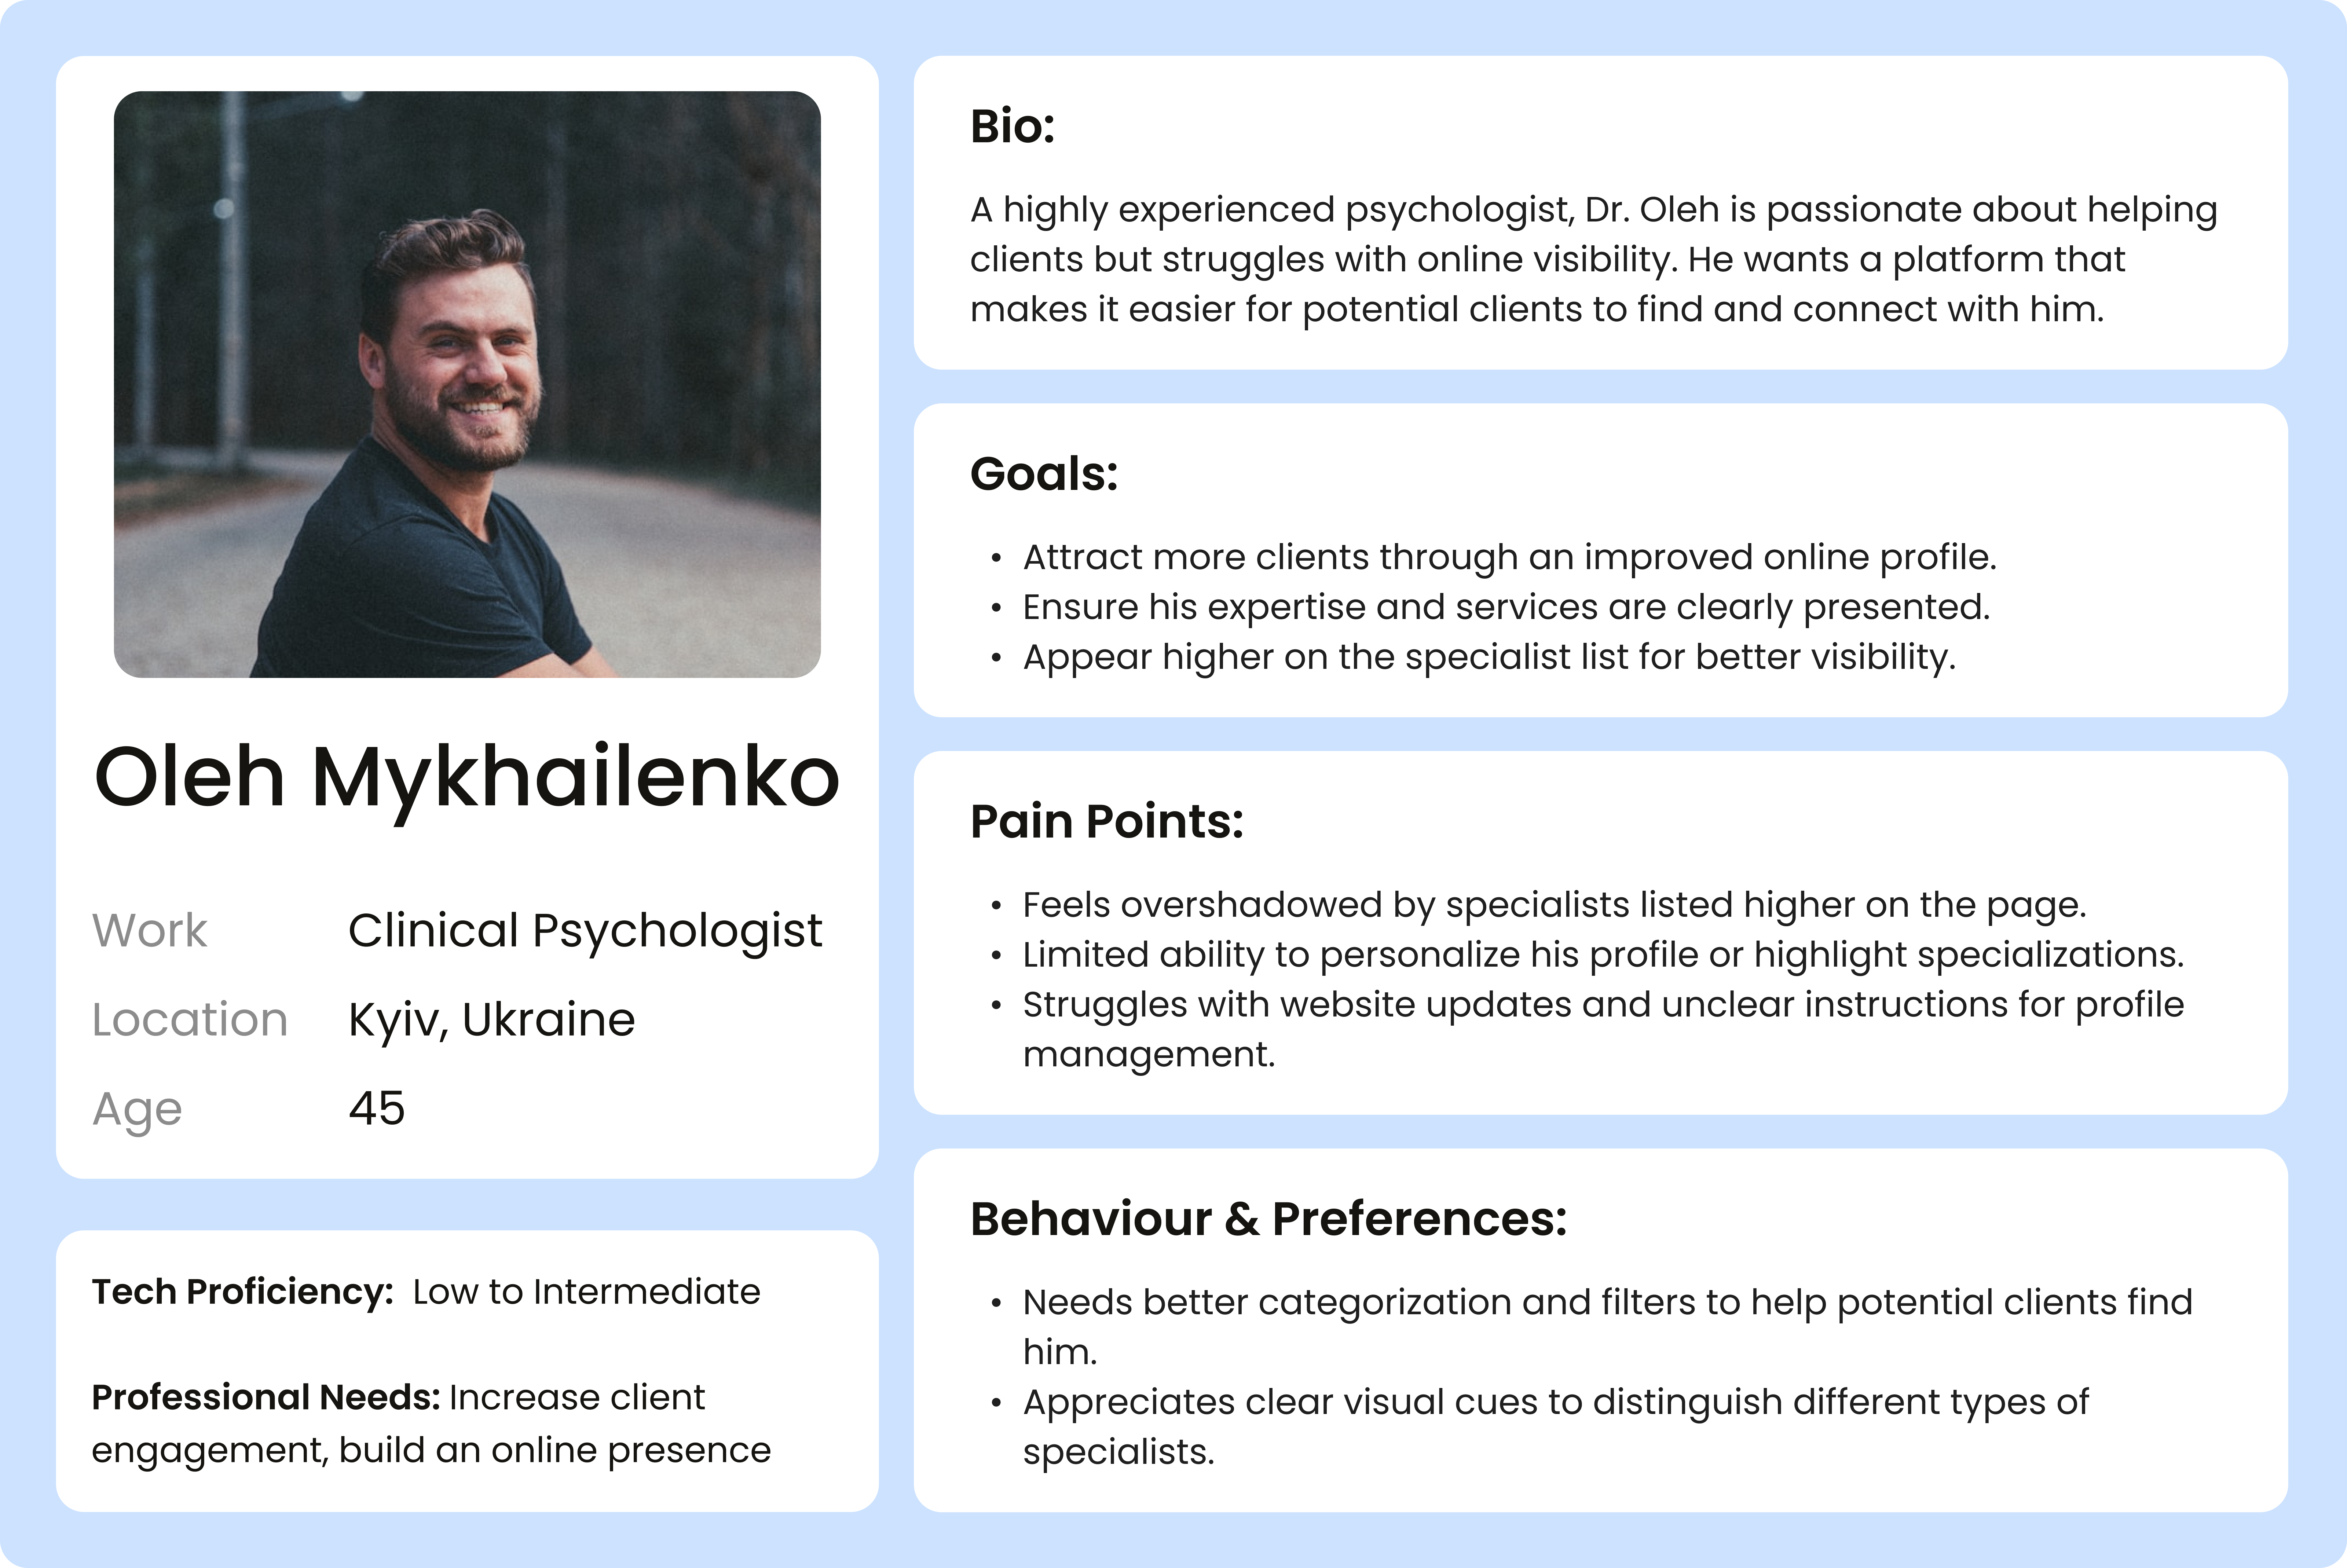 Oleh Mykhailenko
Work Clinical Psychologist
Location Kyiv, Ukraine
Age 45
Tech Proficiency: Low to Intermediate
Professional Needs: Increase client
engagement, build an online presence
Bio:
A highly experienced psychologist, Dr. Oleh is passionate about helping
clients but struggles with online visibility. He wants a platform that
makes it easier for potential clients to find and connect with him.
Goals:
• Attract more clients through an improved online profile.
• Ensure his expertise and services are clearly presented.
• Appear higher on the specialist list for better visibility.
Pain Points:
• Feels overshadowed by specialists listed higher on the page.
• Limited ability to personalize his profile or highlight specializations.
• Struggles with website updates and unclear instructions for profile
management.
Behaviour & Preferences:
• Needs better categorization and filters to help potential clients find
him.
• Appreciates clear visual cues to distinguish different types of
specialists.